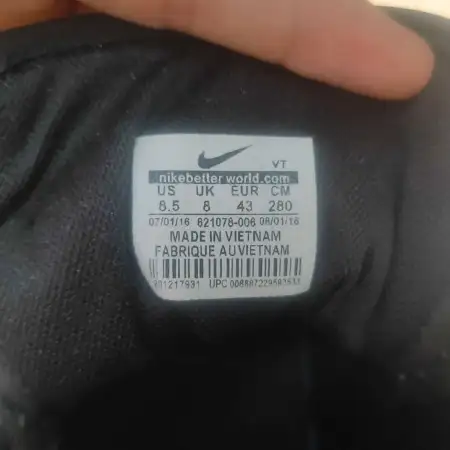 VT
nikebetterworld.com
US UK EUR CM
8.5 8 43 280
07/01/16 621078-006 08/01/16
MADE IN VIETNAM
FABRIQUE AU VIETNAM
UPC